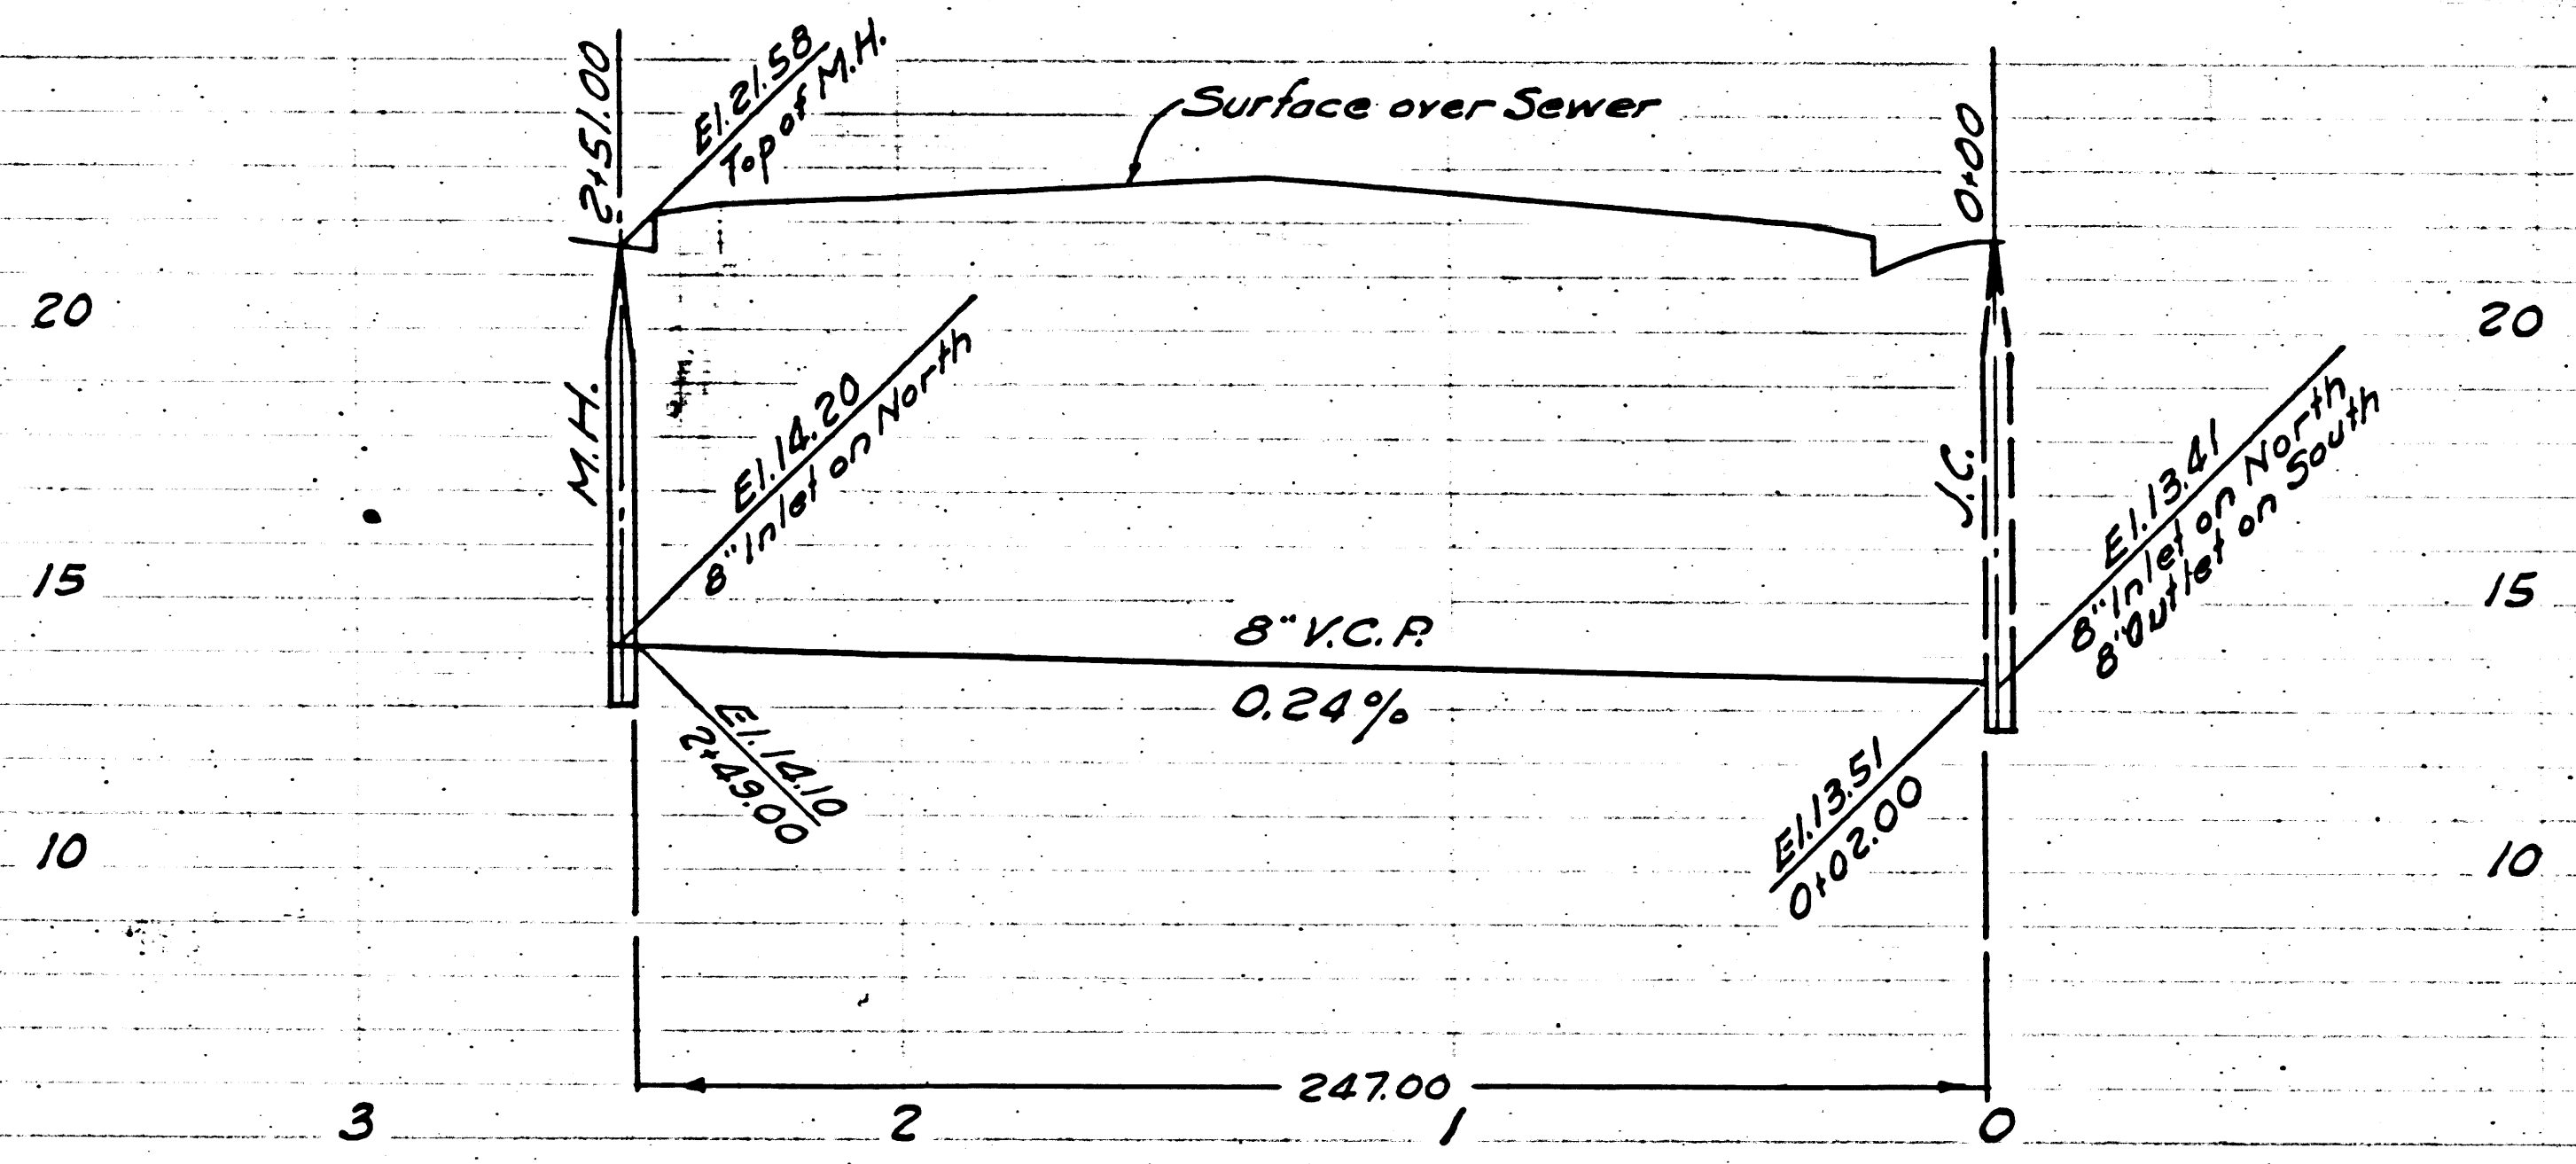 2+51.00
El. 21.58
Top of M.H.
Surface over Sewer
0+00
20
20
M.H.
El. 14.20
8" Inlet on North
J.C.
El. 13.41
8" Inlet on North
8" Outlet on South
15
15
8" V.C.P.
0.24%
El. 14.10
2+49.00
El. 13.51
0+02.00
10
10
247.00
3
2
1
0